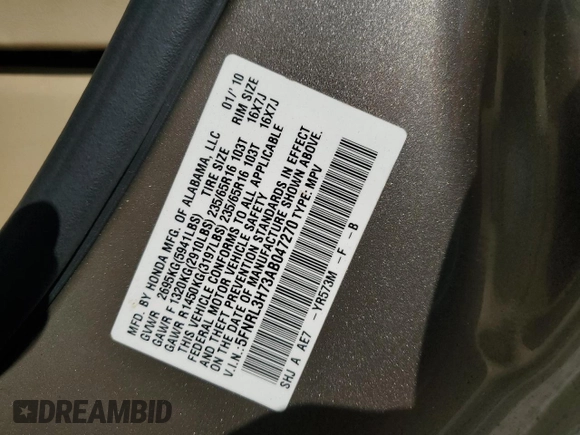 MFD. BY HONDA MFG. OF ALABAMA, LLC 01/'10
GVWR 2695KG(5941LBS) TIRE SIZE RIM SIZE
GAWR F 1320KG(2910LBS) 235/65R16 103T 16X7J
GAWR R1450KG(3197LBS) 235/65R16 103T 16X7J
THIS VEHICLE CONFORMS TO ALL APPLICABLE
FEDERAL MOTOR VEHICLE SAFETY
AND THEFT PREVENTION STANDARDS IN EFFECT
ON THE DATE OF MANUFACTURE SHOWN ABOVE.
V.I.N.:5FNRL3H73AB047270 TYPE: MPV
SHJ A AE7 -YR573M -F -B
DREAMBID